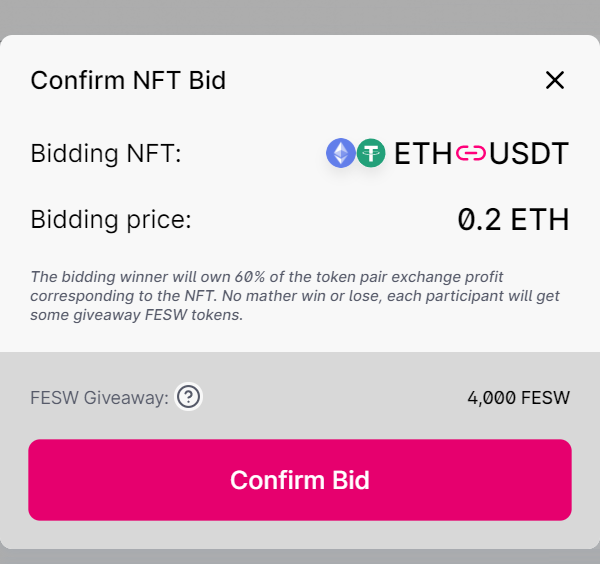 Confirm NFT Bid
Bidding NFT: ETH USDT
Bidding price: 0.2 ETH
The bidding winner will own 60% of the token pair exchange profit
corresponding to the NFT. No mather win or lose, each participant will get
some giveaway FESW tokens.
FESW Giveaway: ? 4,000 FESW
Confirm Bid